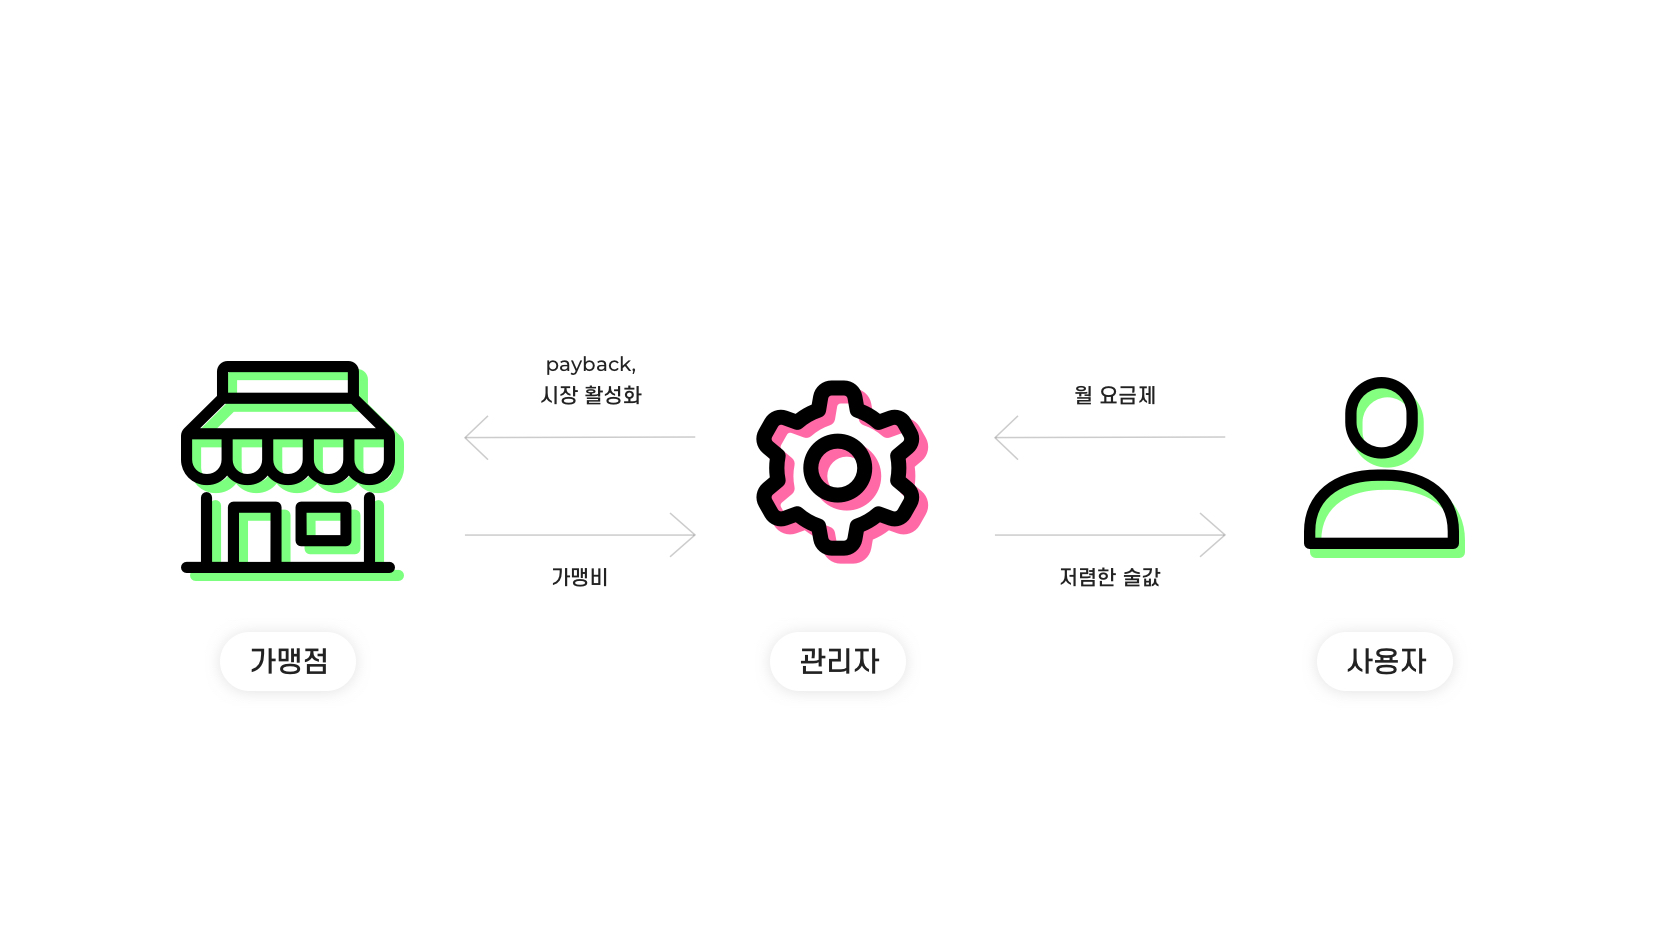 payback,
시장 활성화
월 요금제
가맹비
저렴한 술값
가맹점
관리자
사용자